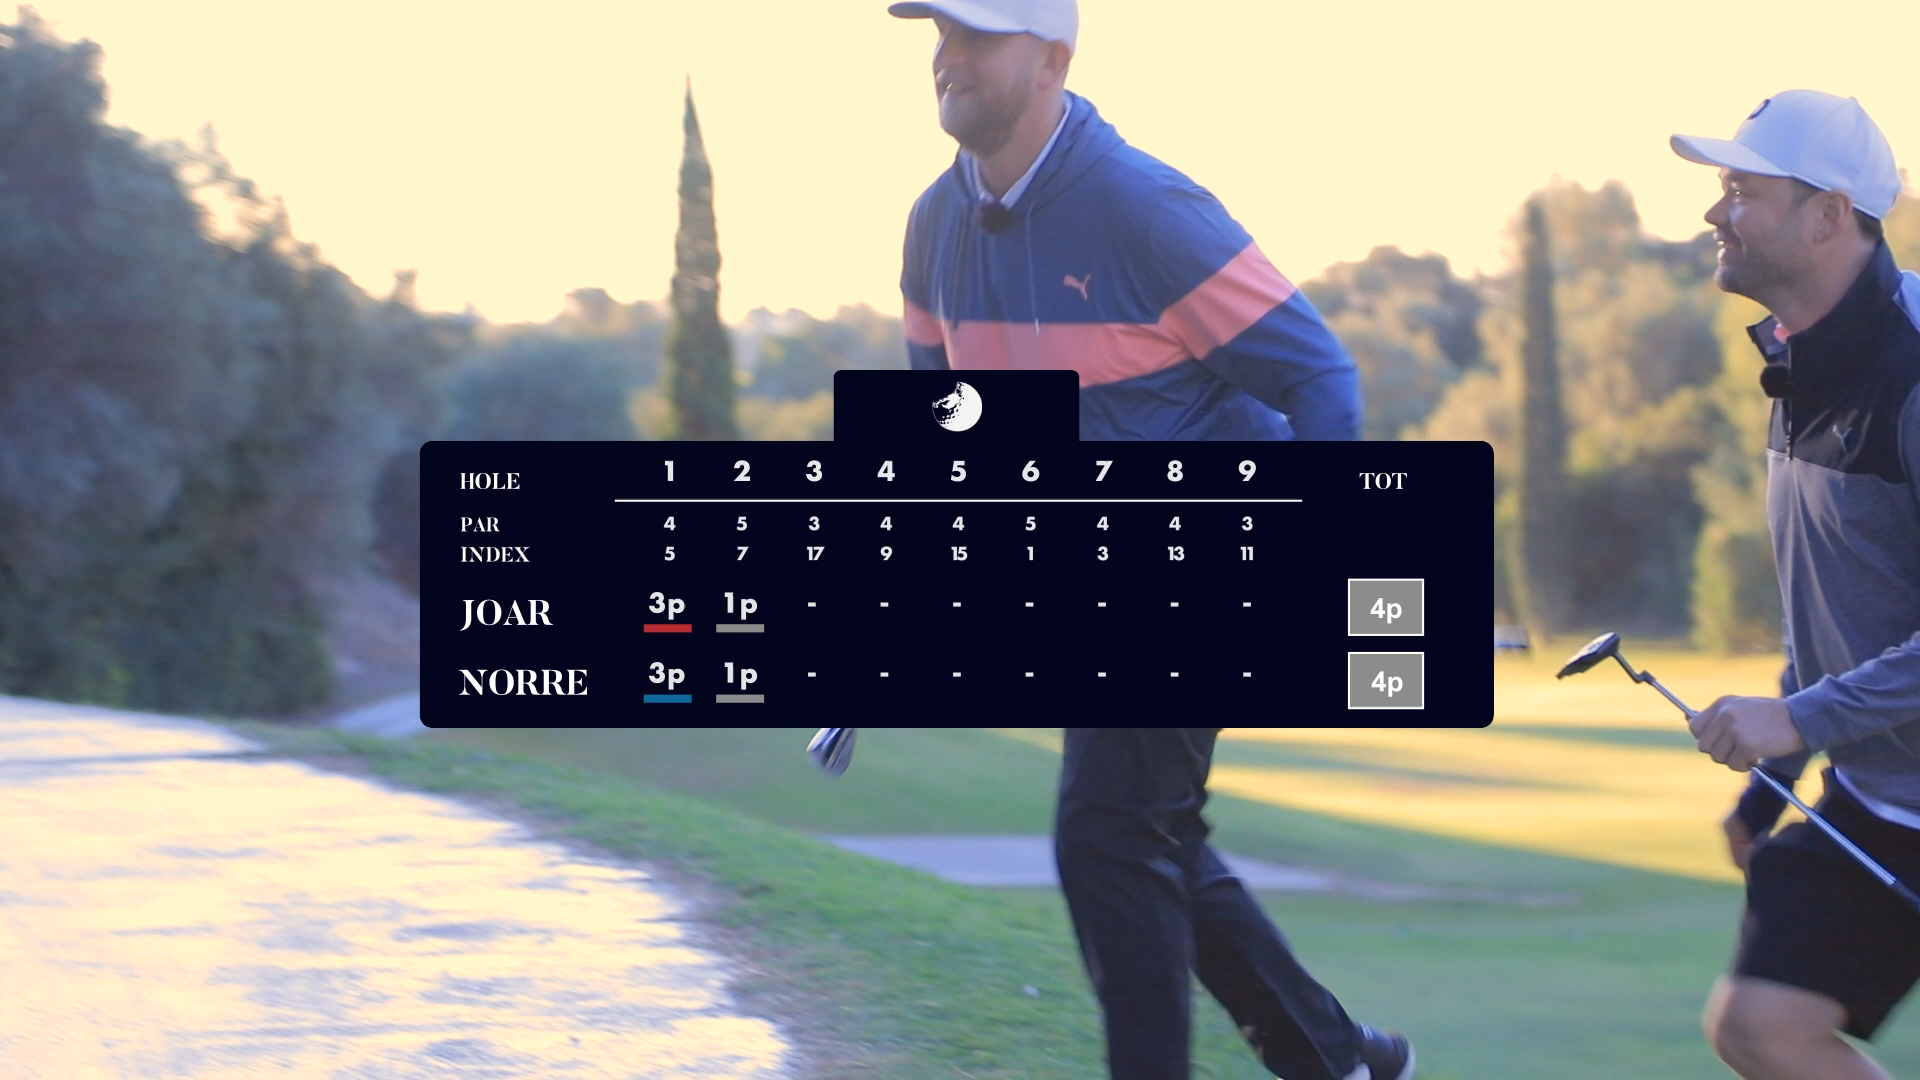 HOLE 1 2 3 4 5 6 7 8 9 TOT
PAR 4 5 3 4 4 5 4 4 3
INDEX 5 7 17 9 15 1 3 13 11
JOAR 3p 1p - - - - - - - 4p
NORRE 3p 1p - - - - - - - 4p